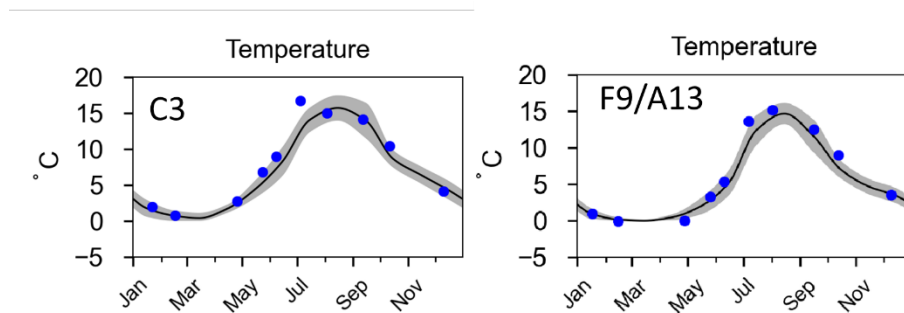 Temperature
20
15
10
5
0
−5
°C
C3
Jan
Mar
May
Jul
Sep
Nov
Temperature
20
15
10
5
0
−5
°C
F9/A13
Jan
Mar
May
Jul
Sep
Nov